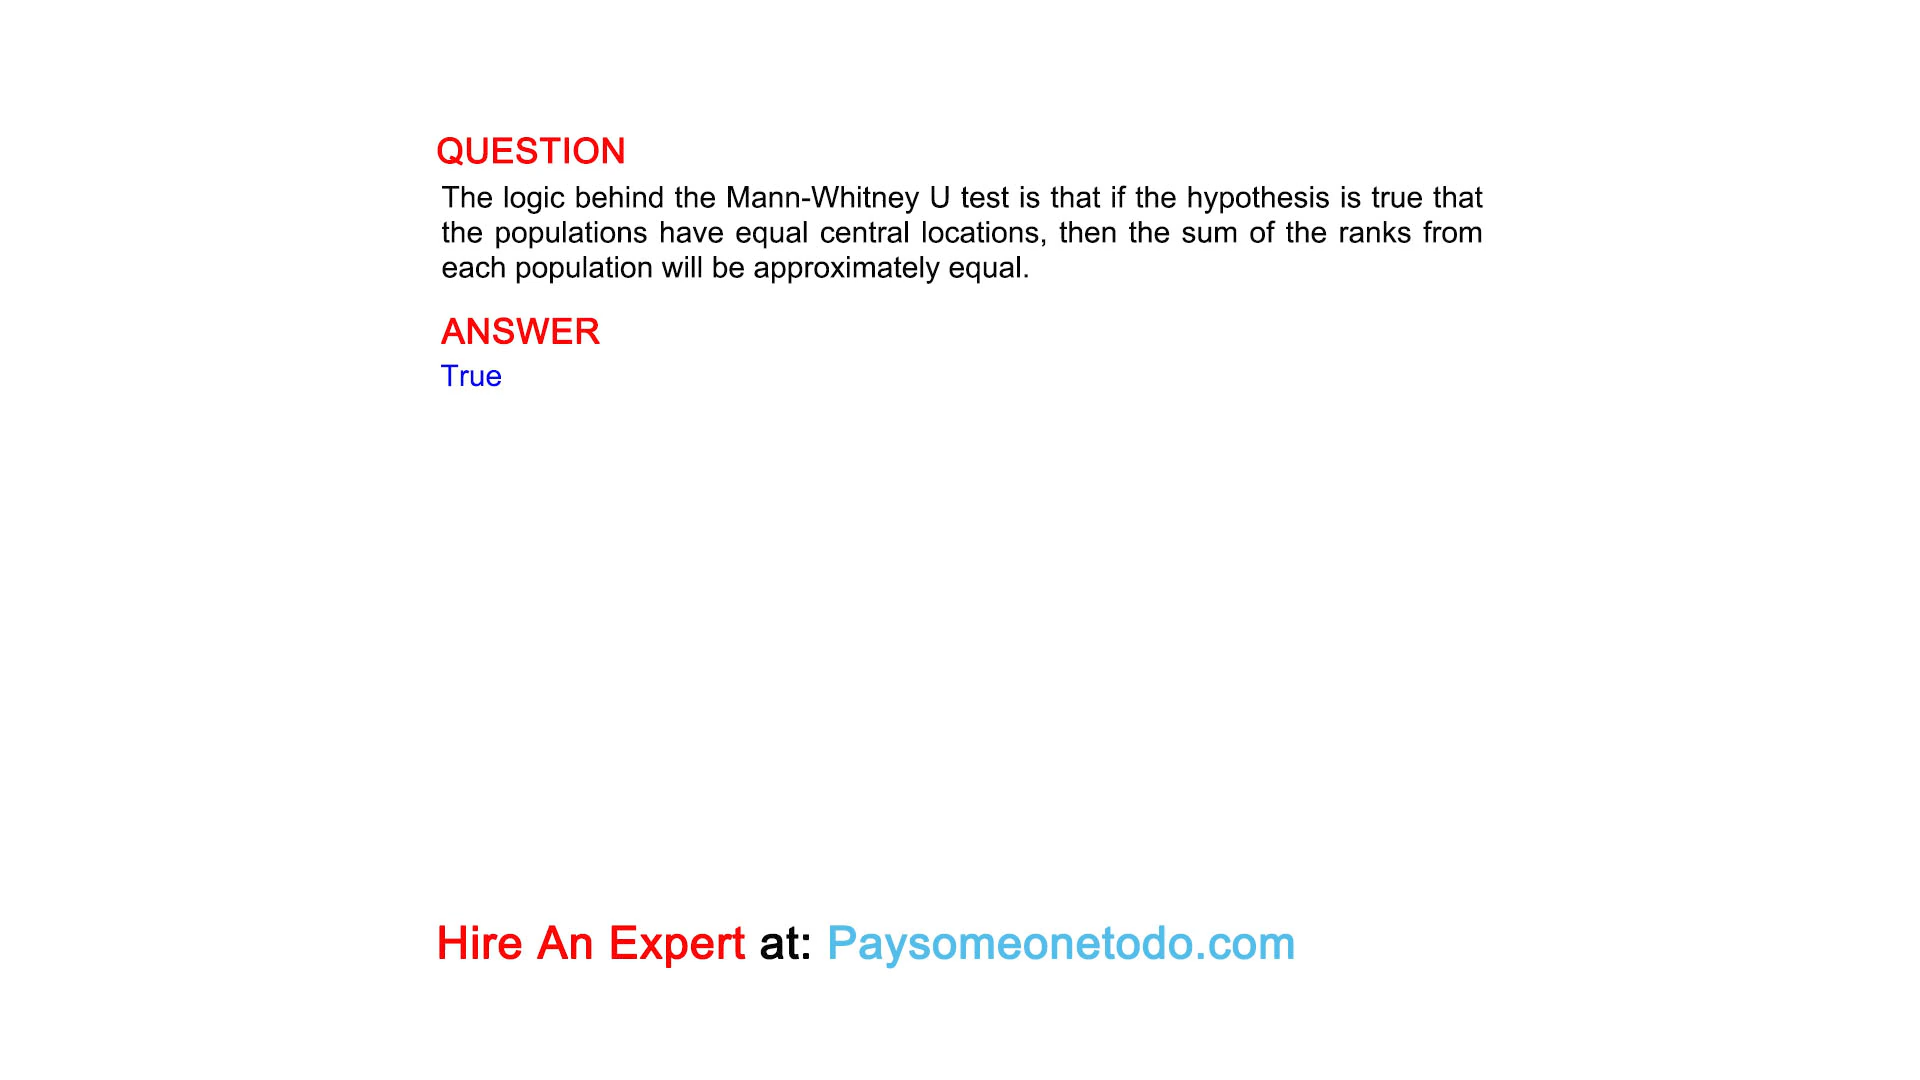 QUESTION
The logic behind the Mann-Whitney U test is that if the hypothesis is true that
the populations have equal central locations, then the sum of the ranks from
each population will be approximately equal.
ANSWER
True
Hire An Expert at: Paysomeonetodo.com